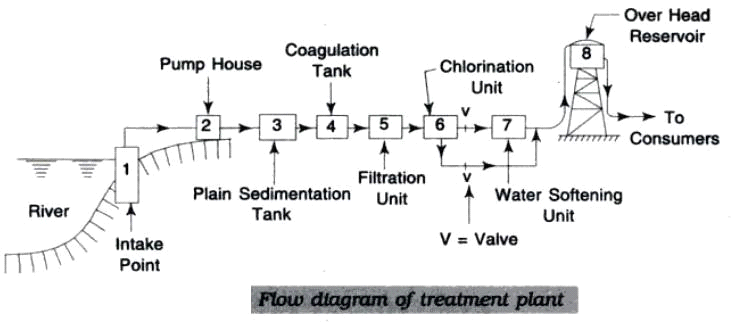 Over Head
Reservoir
8
Coagulation
Tank
Pump House
Chlorination
Unit
V
To
Consumers
2
3
4
5
6
7
1
V
Plain Sedimentation
Tank
Filtration
Unit
Water Softening
Unit
River
Intake
Point
V = Valve
Flow diagram of treatment plant